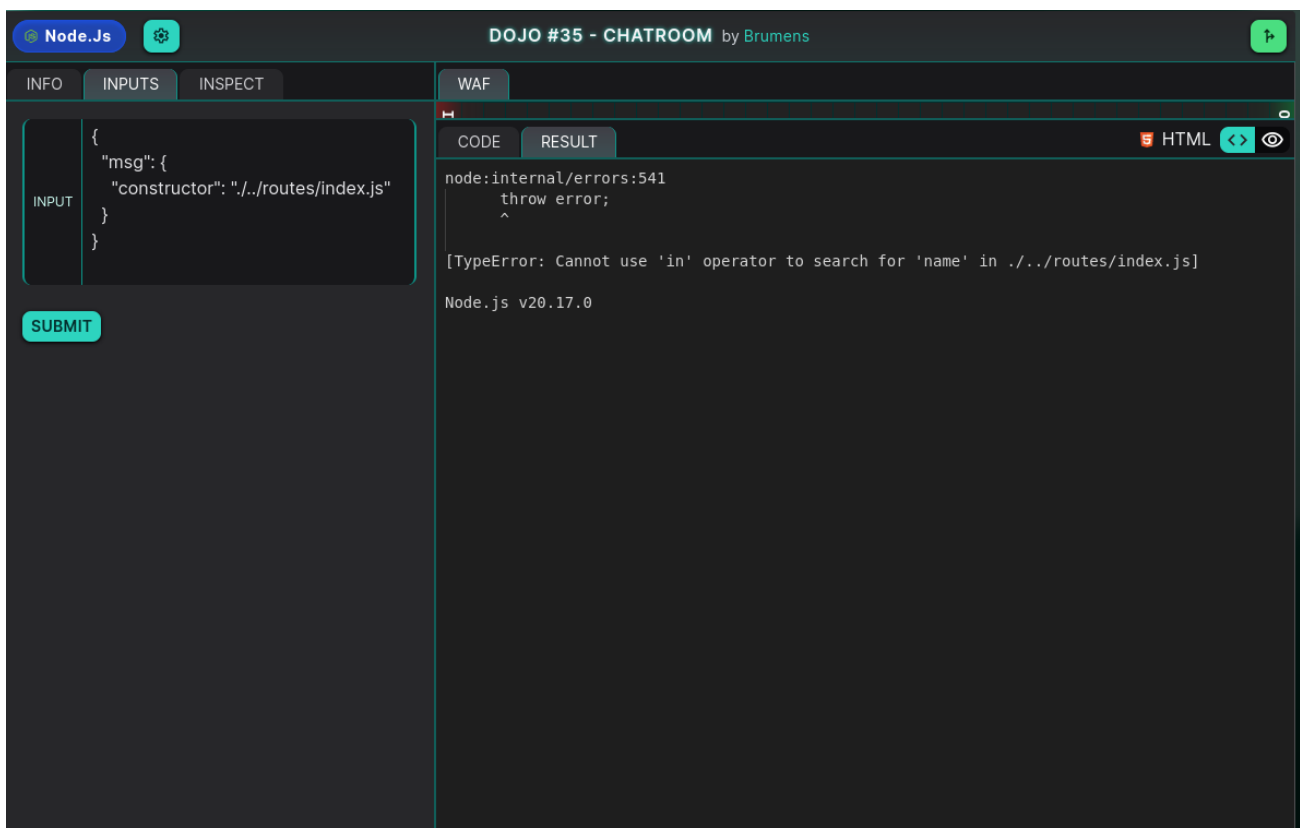 Node.Js
DOJO #35 - CHATROOM by Brumens
INFO
INPUTS
INSPECT
INPUT
{
"msg": {
"constructor": "./../routes/index.js"
}
}
SUBMIT
WAF
I
O
CODE
RESULT
HTML
node:internal/errors:541
throw error;
^
[TypeError: Cannot use 'in' operator to search for 'name' in ./../routes/index.js]
Node.js v20.17.0